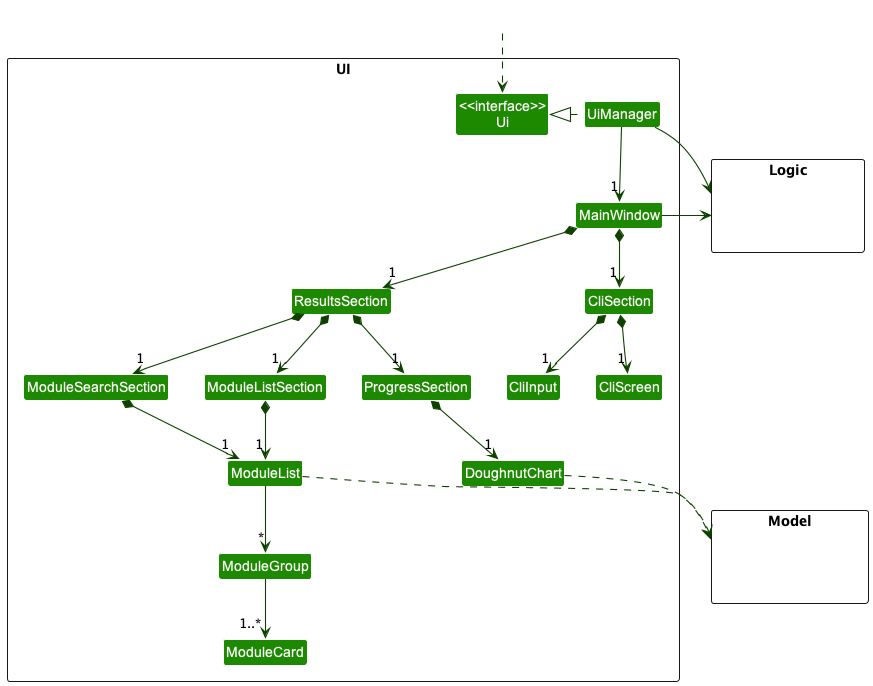 UI
<<interface>>
Ui
UiManager
Logic
1
MainWindow
1
1
ResultsSection
CliSection
1
1
1
1
1
ModuleSearchSection
ModuleListSection
ProgressSection
CliInput
CliScreen
1
1
1
ModuleList
DoughnutChart
Model
*
ModuleGroup
1..*
ModuleCard